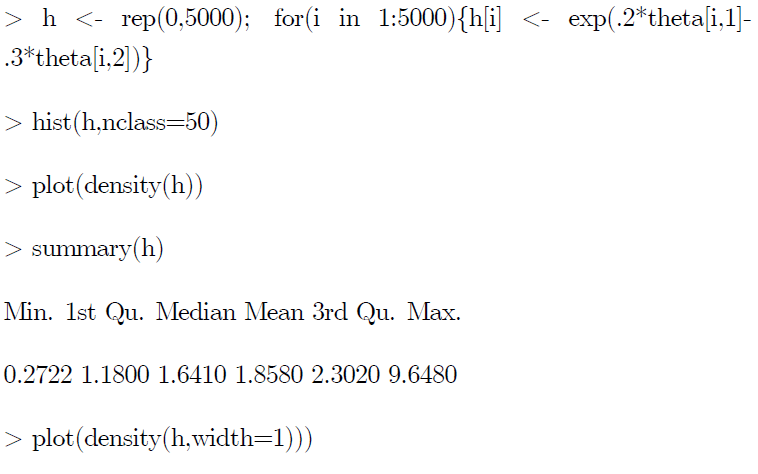 > h <- rep(0,5000); for(i in 1:5000){h[i] <- exp(.2*theta[i,1]-
.3*theta[i,2])}
> hist(h,nclass=50)
> plot(density(h))
> summary(h)
Min. 1st Qu. Median Mean 3rd Qu. Max.
0.2722 1.1800 1.6410 1.8580 2.3020 9.6480
> plot(density(h,width=1)))